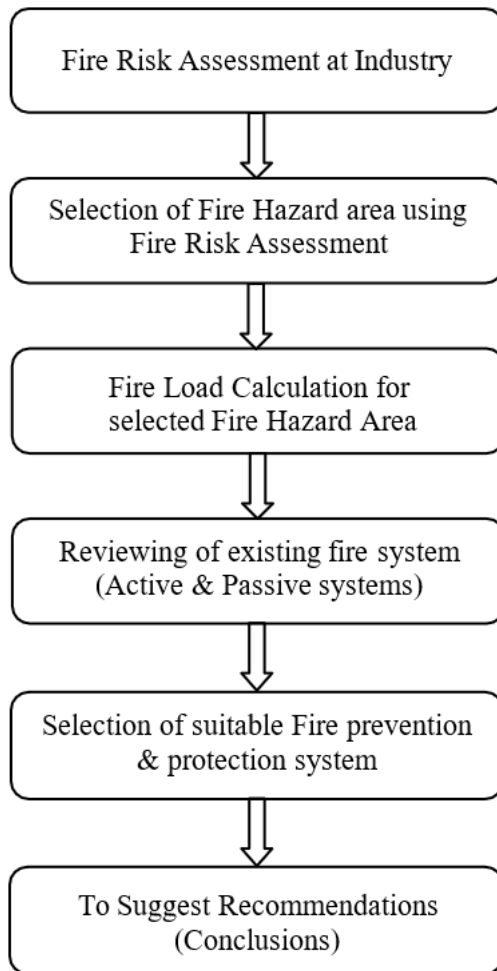 Fire Risk Assessment at Industry
Selection of Fire Hazard area using
Fire Risk Assessment
Fire Load Calculation for
selected Fire Hazard Area
Reviewing of existing fire system
(Active & Passive systems)
Selection of suitable Fire prevention
& protection system
To Suggest Recommendations
(Conclusions)